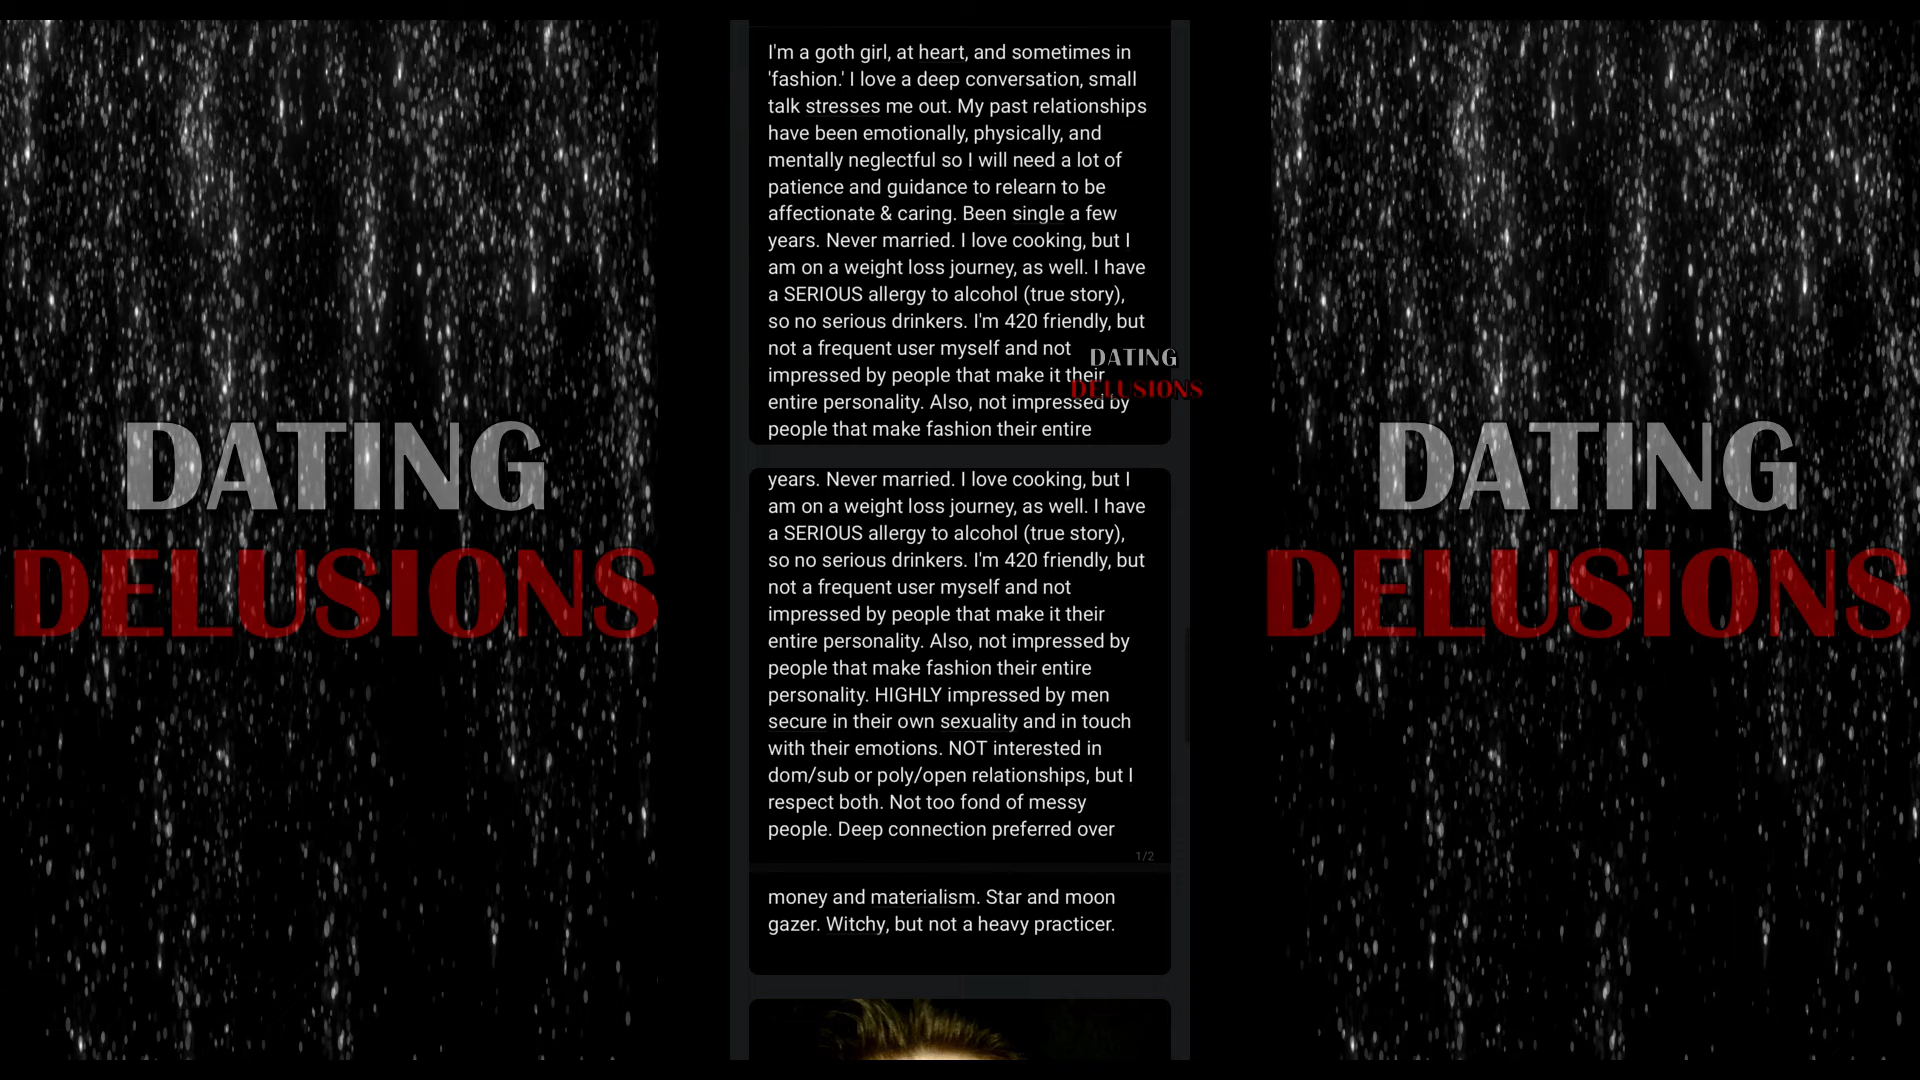 I'm a goth girl, at heart, and sometimes in
'fashion.' I love a deep conversation, small
talk stresses me out. My past relationships
have been emotionally, physically, and
mentally neglectful so I will need a lot of
patience and guidance to relearn to be
affectionate & caring. Been single a few
years. Never married. I love cooking, but I
am on a weight loss journey, as well. I have
a SERIOUS allergy to alcohol (true story),
so no serious drinkers. I'm 420 friendly, but
not a frequent user myself and not
impressed by people that make it their
entire personality. Also, not impressed by
people that make fashion their entire
DATING
DELUSIONS
years. Never married. I love cooking, but I
am on a weight loss journey, as well. I have
a SERIOUS allergy to alcohol (true story),
so no serious drinkers. I'm 420 friendly, but
not a frequent user myself and not
impressed by people that make it their
entire personality. Also, not impressed by
people that make fashion their entire
personality. HIGHLY impressed by men
secure in their own sexuality and in touch
with their emotions. NOT interested in
dom/sub or poly/open relationships, but I
respect both. Not too fond of messy
people. Deep connection preferred over
1/2
money and materialism. Star and moon
gazer. Witchy, but not a heavy practicer.
DATING
DELUSIONS
DATING
DELUSIONS